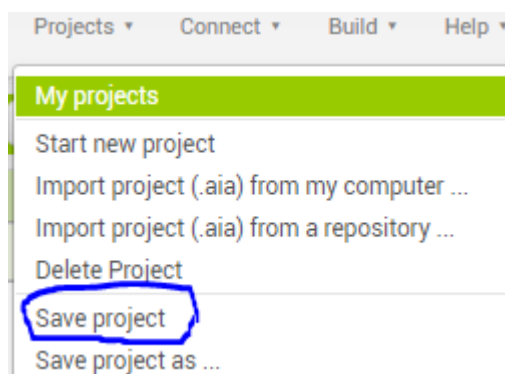 Projects Connect Build Help
My projects
Start new project
Import project (.aia) from my computer ...
Import project (.aia) from a repository ...
Delete Project
Save project
Save project as ...